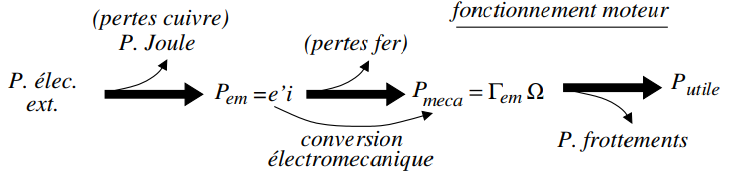 fonctionnement moteur
(pertes cuivre)
P. Joule
(pertes fer)
P. élec.
ext.
P_em = e'i
P_meca = Γ_em Ω
P_utile
conversion
électromecanique
P. frottements